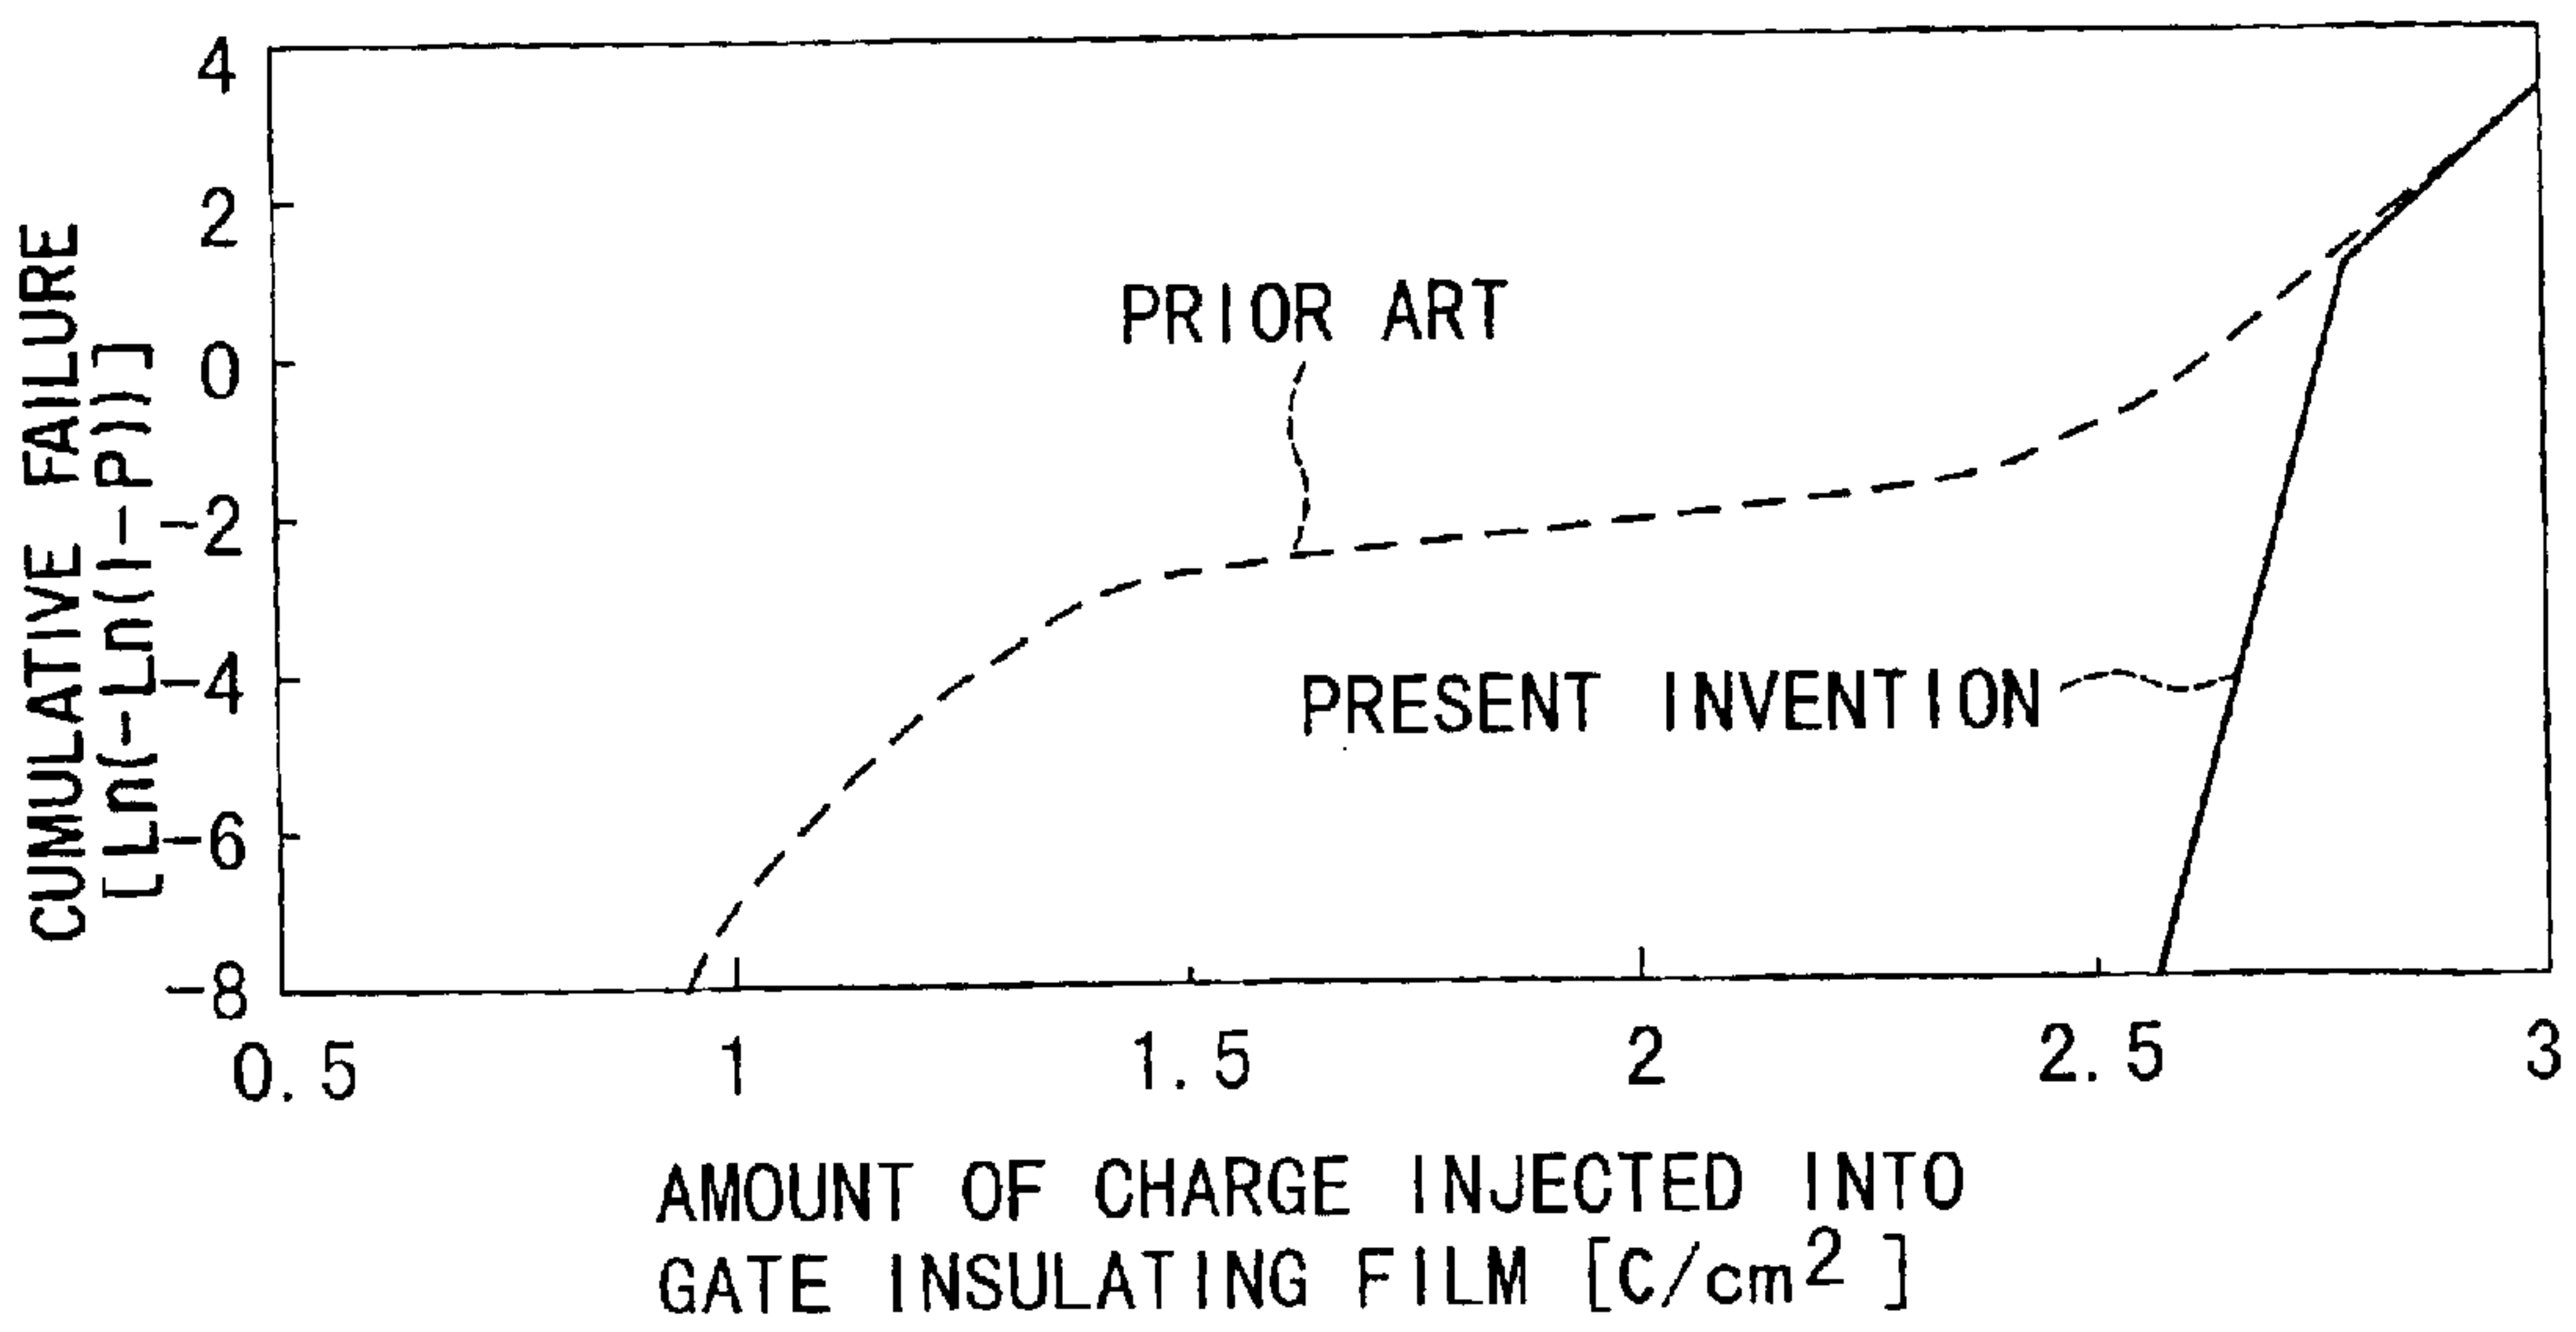 CUMULATIVE FAILURE
[Ln(-Ln(1-P))]
4
2
0
-2
-4
-6
-8
PRIOR ART
PRESENT INVENTION
0.5
1
1.5
2
2.5
3
AMOUNT OF CHARGE INJECTED INTO
GATE INSULATING FILM [C/cm²]